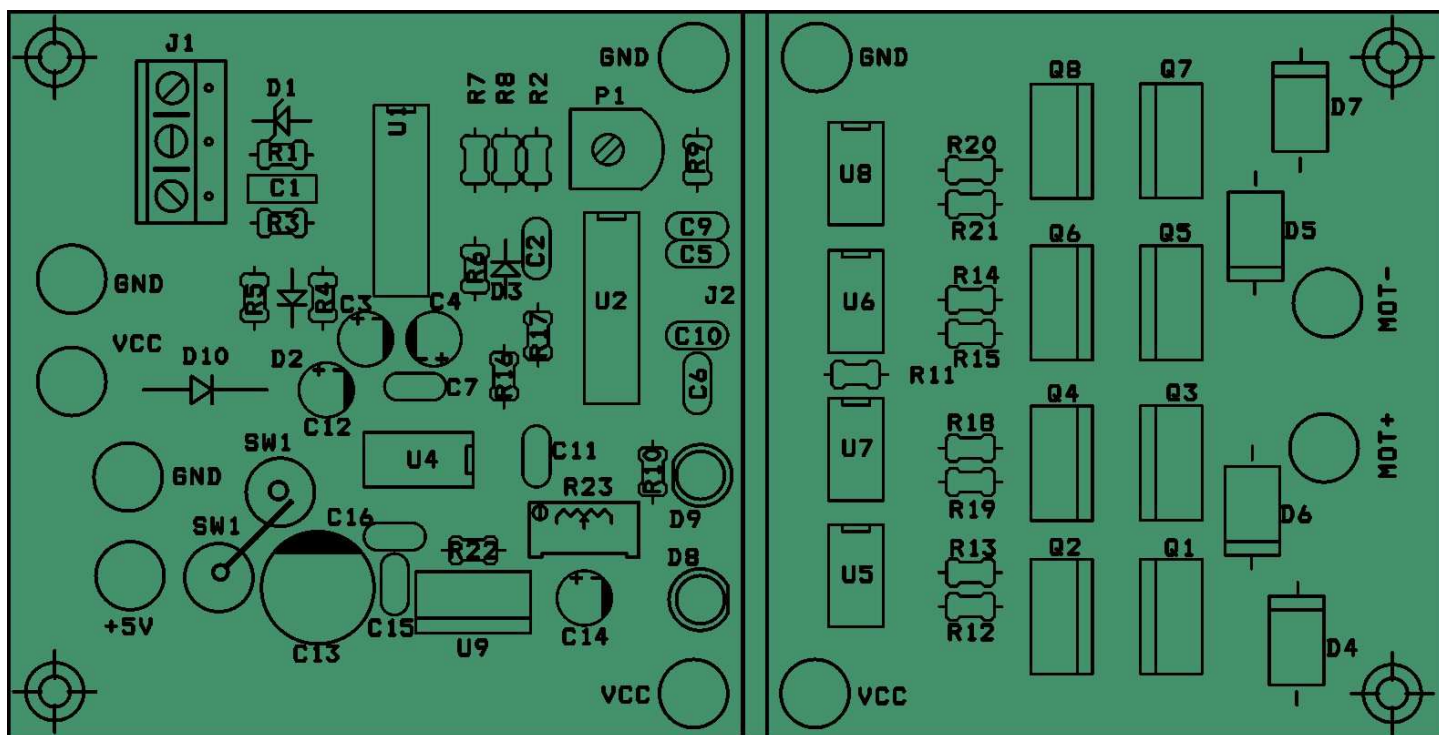 J1
GND
GND
Q8
Q7
D1
R7
R8
R2
P1
D7
U1
R1
R9
R20
C1
U8
R3
C9
R21
D5
C2
C5
Q6
Q5
R6
GND
D3
J2
R14
MOT-
R5
R4
C3
C4
U2
U6
VCC
R17
C10
R15
D10
D2
R16
C7
C6
R11
C12
Q4
Q3
SW1
R18
MOT+
U4
C11
R10
U7
GND
R23
R19
D6
SW1
C16
D9
R22
D8
Q2
Q1
R13
U5
+5V
C15
C14
R12
C13
U9
D4
VCC
VCC